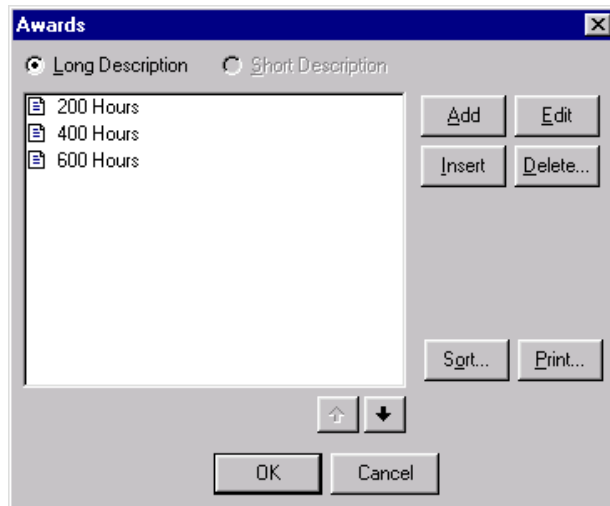 Awards
Long Description Short Description
200 Hours
400 Hours
600 Hours
Add Edit
Insert Delete...
Sort... Print...
OK Cancel